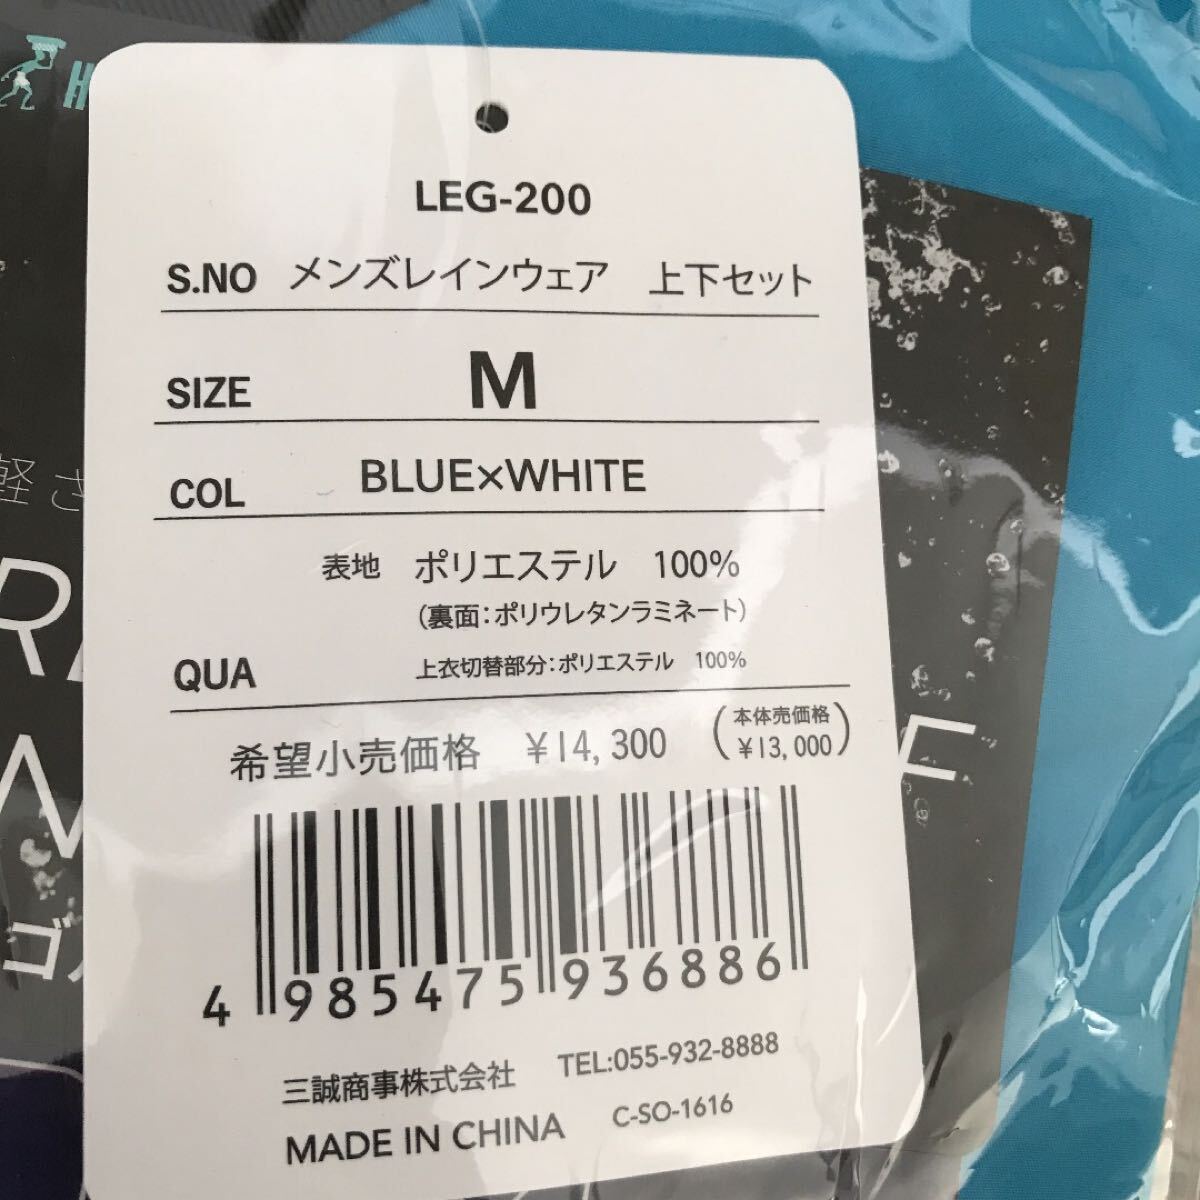 H
LEG-200
S.NO メンズレインウェア 上下セット
SIZE M
COL BLUE×WHITE
表地 ポリエステル 100%
(裏面:ポリウレタンラミネート)
QUA 上衣切替部分:ポリエステル 100%
希望小売価格 ¥14,300 (本体売価格 ¥13,000)
4 985475 936886
三誠商事株式会社 TEL:055-932-8888
MADE IN CHINA C-SO-1616
軽さ